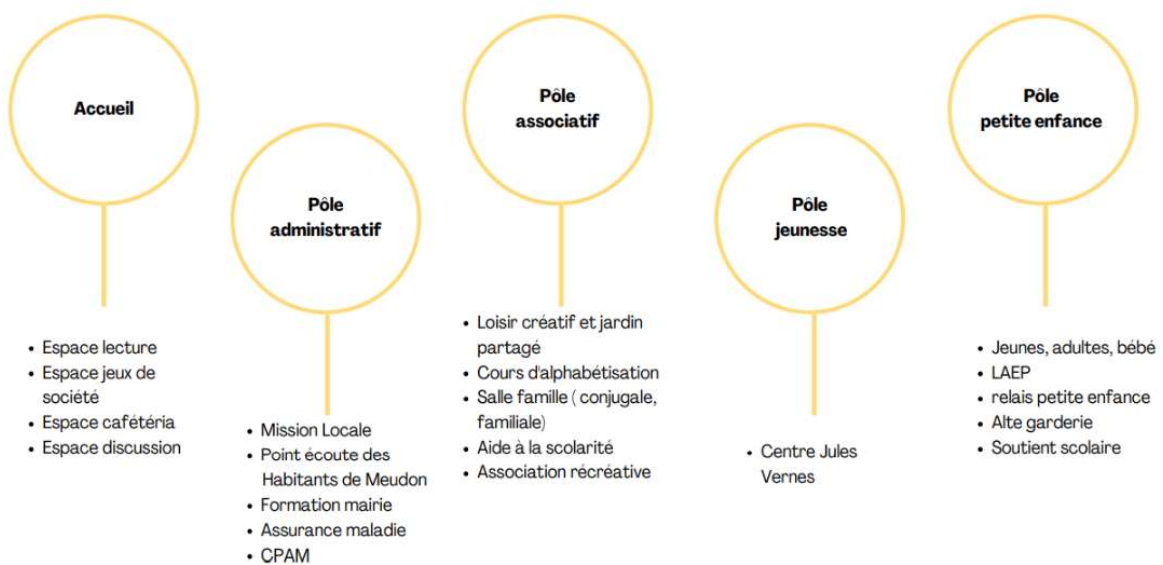 Accueil
• Espace lecture
• Espace jeux de
société
• Espace cafétéria
• Espace discussion
Pôle
administratif
• Mission Locale
• Point écoute des
Habitants de Meudon
• Formation mairie
• Assurance maladie
• CPAM
Pôle
associatif
• Loisir créatif et jardin
partagé
• Cours d'alphabétisation
• Salle famille ( conjugale,
familiale)
• Aide à la scolarité
• Association récréative
Pôle
jeunesse
• Centre Jules
Vernes
Pôle
petite enfance
• Jeunes, adultes, bébé
• LAEP
• relais petite enfance
• Alte garderie
• Soutient scolaire